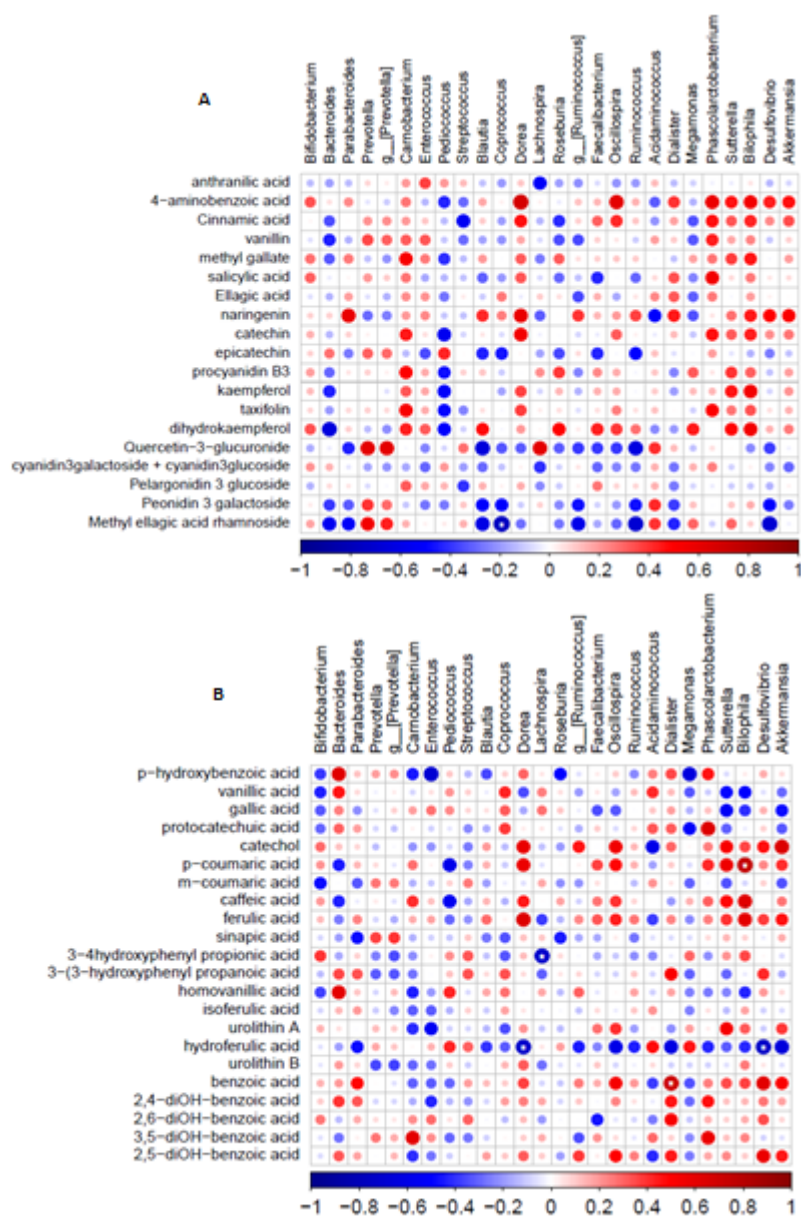 A
Bifidobacterium
Bacteroides
Parabacteroides
Prevotella
g__[Prevotella]
Carnobacterium
Enterococcus
Pediococcus
Streptococcus
Blautia
Coprococcus
Dorea
Lachnospira
Roseburia
g__[Ruminococcus]
Faecalibacterium
Oscillospira
Ruminococcus
Acidaminococcus
Dialister
Megamonas
Phascolarctobacterium
Sutterella
Bilophila
Desulfovibrio
Akkermansia
anthranilic acid
4-aminobenzoic acid
Cinnamic acid
vanillin
methyl gallate
salicylic acid
Ellagic acid
naringenin
catechin
epicatechin
procyanidin B3
kaempferol
taxifolin
dihydrokaempferol
Quercetin-3-glucuronide
cyanidin3galactoside + cyanidin3glucoside
Pelargonidin 3 glucoside
Peonidin 3 galactoside
Methyl ellagic acid rhamnoside
-1 -0.8 -0.6 -0.4 -0.2 0 0.2 0.4 0.6 0.8 1
B
Bifidobacterium
Bacteroides
Parabacteroides
Prevotella
g__[Prevotella]
Carnobacterium
Enterococcus
Pediococcus
Streptococcus
Blautia
Coprococcus
Dorea
Lachnospira
Roseburia
g__[Ruminococcus]
Faecalibacterium
Oscillospira
Ruminococcus
Acidaminococcus
Dialister
Megamonas
Phascolarctobacterium
Sutterella
Bilophila
Desulfovibrio
Akkermansia
p-hydroxybenzoic acid
vanillic acid
gallic acid
protocatechuic acid
catechol
p-coumaric acid
m-coumaric acid
caffeic acid
ferulic acid
sinapic acid
3-4hydroxyphenyl propionic acid
3-(3-hydroxyphenyl propanoic acid
homovanillic acid
isoferulic acid
urolithin A
hydroferulic acid
urolithin B
benzoic acid
2,4-diOH-benzoic acid
2,6-diOH-benzoic acid
3,5-diOH-benzoic acid
2,5-diOH-benzoic acid
-1 -0.8 -0.6 -0.4 -0.2 0 0.2 0.4 0.6 0.8 1